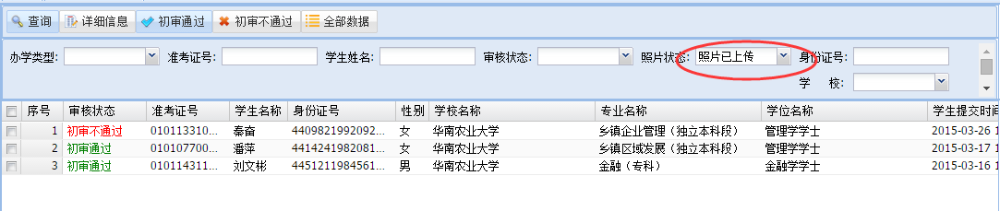 查询 详细信息 初审通过 初审不通过 全部数据
办学类型: 准考证号: 学生姓名: 审核状态: 照片状态: 照片已上传 身份证号:
学 校:
序号 审核状态 准考证号 学生名称 身份证号 性别 学校名称 专业名称 学位名称 学生提交时间
1 初审不通过 010113310... 秦奋 4409821992092... 女 华南农业大学 乡镇企业管理（独立本科段） 管理学学士 2015-03-26 1
2 初审通过 010107700... 潘萍 4414241982081... 女 华南农业大学 乡镇区域发展（独立本科段） 管理学学士 2015-03-17 1
3 初审通过 010114311... 刘文彬 4451211984561... 男 华南农业大学 金融（专科） 金融学学士 2015-03-16 1